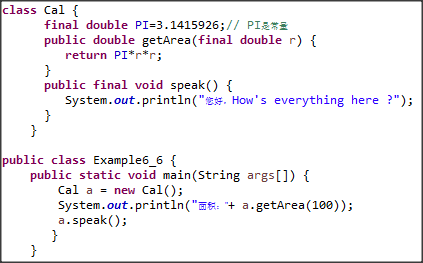 class Cal {
final double PI=3.1415926;// PI是常量
public double getArea(final double r) {
return PI*r*r;
}
public final void speak() {
System.out.println("您好，How's everything here ?");
}
}
public class Example6_6 {
public static void main(String args[]) {
Cal a = new Cal();
System.out.println("面积："+ a.getArea(100));
a.speak();
}
}